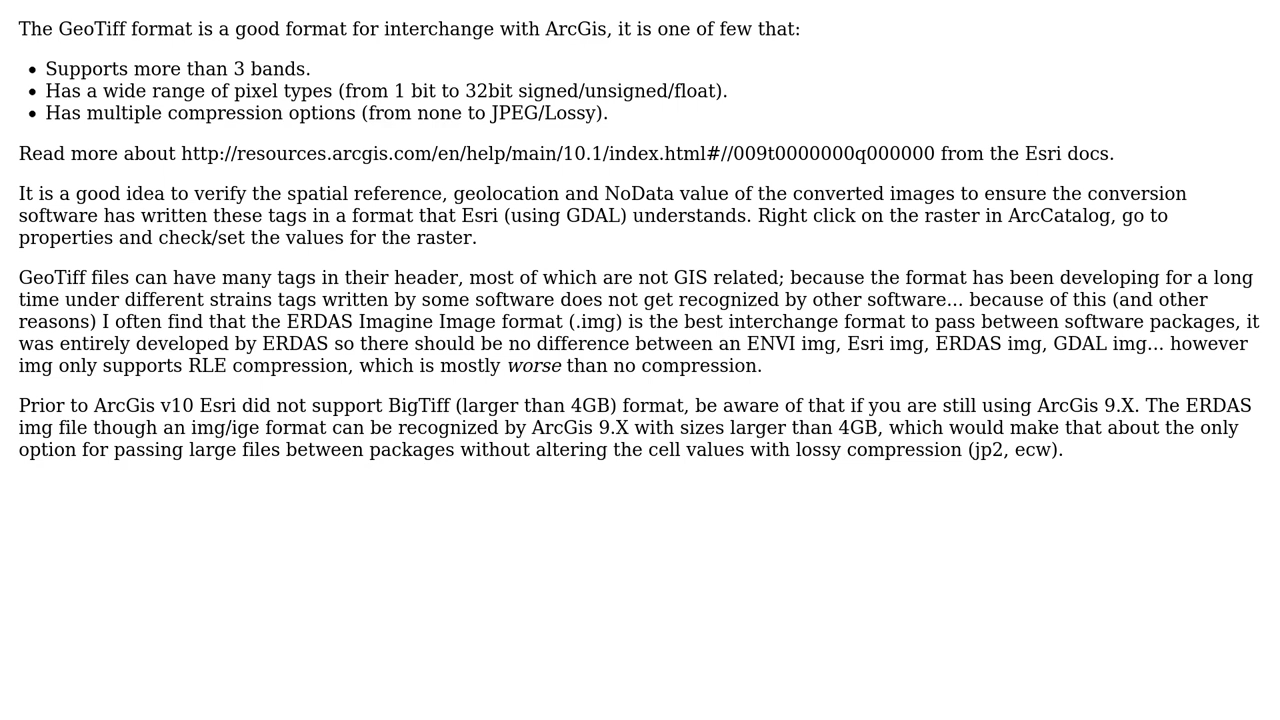 The GeoTiff format is a good format for interchange with ArcGis, it is one of few that:
• Supports more than 3 bands.
• Has a wide range of pixel types (from 1 bit to 32bit signed/unsigned/float).
• Has multiple compression options (from none to JPEG/Lossy).
Read more about http://resources.arcgis.com/en/help/main/10.1/index.html#//009t0000000q000000 from the Esri docs.
It is a good idea to verify the spatial reference, geolocation and NoData value of the converted images to ensure the conversion
software has written these tags in a format that Esri (using GDAL) understands. Right click on the raster in ArcCatalog, go to
properties and check/set the values for the raster.
GeoTiff files can have many tags in their header, most of which are not GIS related; because the format has been developing for a long
time under different strains tags written by some software does not get recognized by other software... because of this (and other
reasons) I often find that the ERDAS Imagine Image format (.img) is the best interchange format to pass between software packages, it
was entirely developed by ERDAS so there should be no difference between an ENVI img, Esri img, ERDAS img, GDAL img... however
img only supports RLE compression, which is mostly worse than no compression.
Prior to ArcGis v10 Esri did not support BigTiff (larger than 4GB) format, be aware of that if you are still using ArcGis 9.X. The ERDAS
img file though an img/ige format can be recognized by ArcGis 9.X with sizes larger than 4GB, which would make that about the only
option for passing large files between packages without altering the cell values with lossy compression (jp2, ecw).